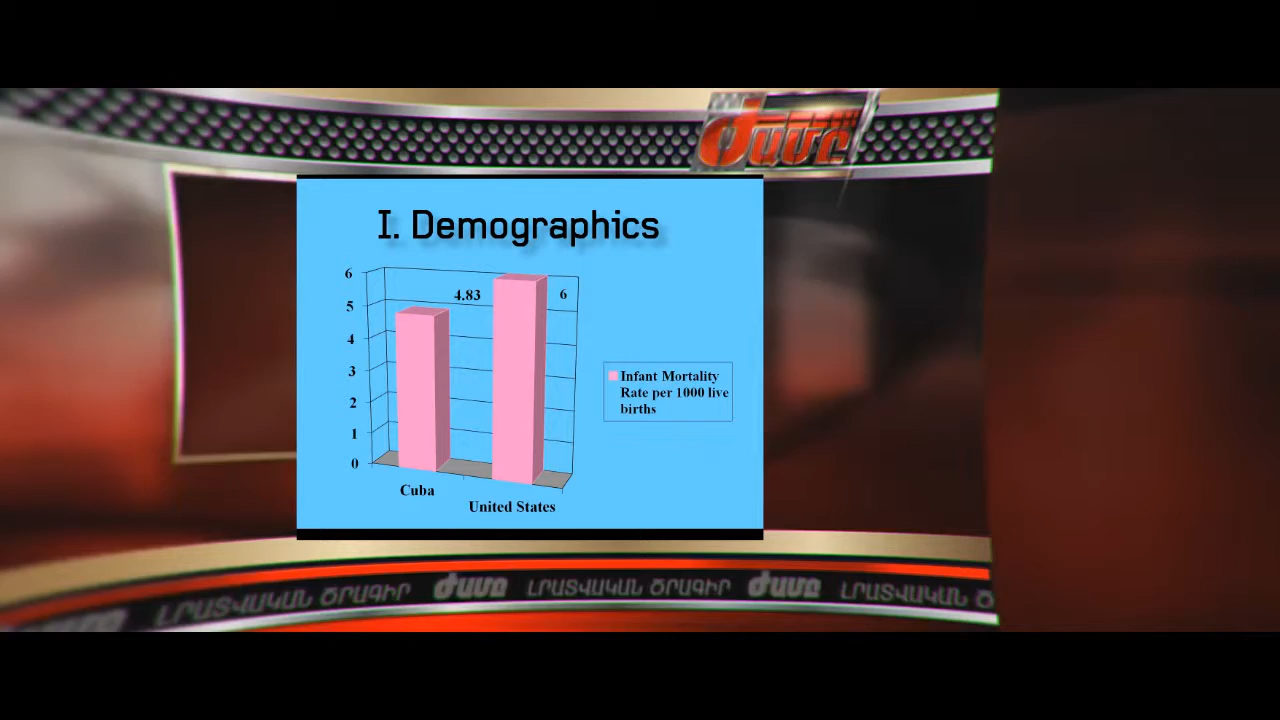 ժամը
I. Demographics
6
5
4
3
2
1
0
4.83
6
Cuba
United States
Infant Mortality
Rate per 1000 live
births
ժամը ԼՐԱՏՎԱԿԱՆ ԾՐԱԳԻՐ ժամը ԼՐԱՏՎԱԿԱՆ ԾՐԱԳԻՐ ժամը ԼՐԱՏՎԱԿԱՆ Ծ